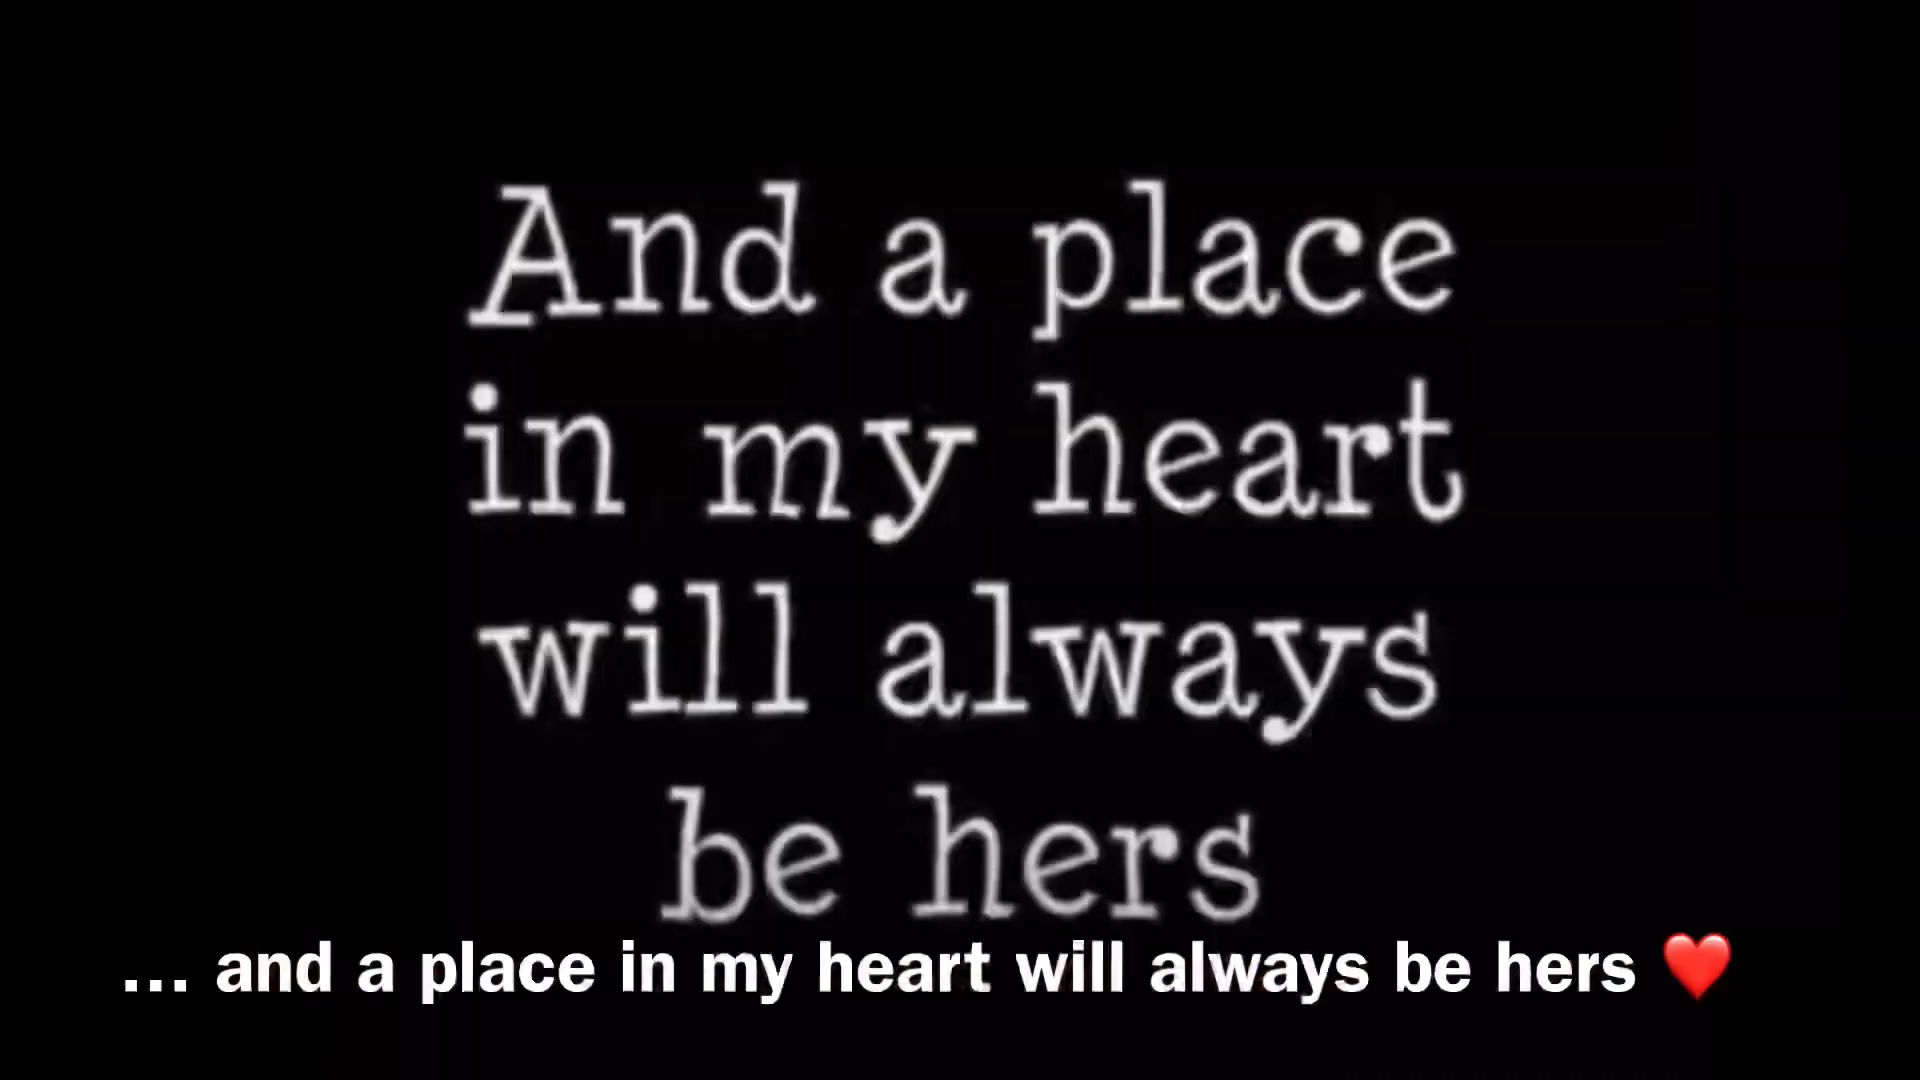 And a place
in my heart
will always
be hers
... and a place in my heart will always be hers ❤️